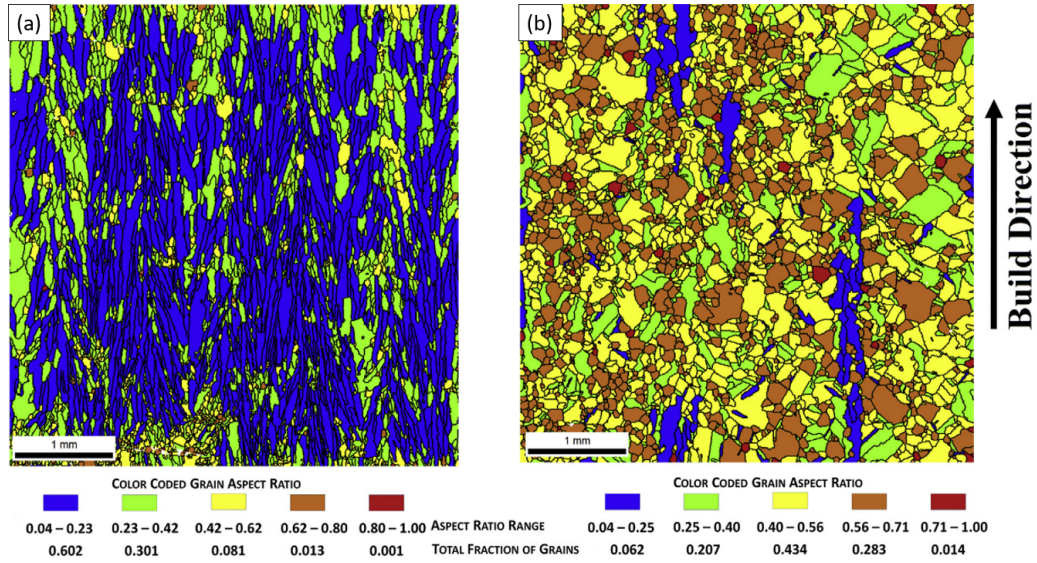 (a)
(b)
Build Direction
1 mm
1 mm
COLOR CODED GRAIN ASPECT RATIO
COLOR CODED GRAIN ASPECT RATIO
0.04 – 0.23 0.23 – 0.42 0.42 – 0.62 0.62 – 0.80 0.80 – 1.00 ASPECT RATIO RANGE 0.04 – 0.25 0.25 – 0.40 0.40 – 0.56 0.56 – 0.71 0.71 – 1.00
0.602 0.301 0.081 0.013 0.001 TOTAL FRACTION OF GRAINS 0.062 0.207 0.434 0.283 0.014